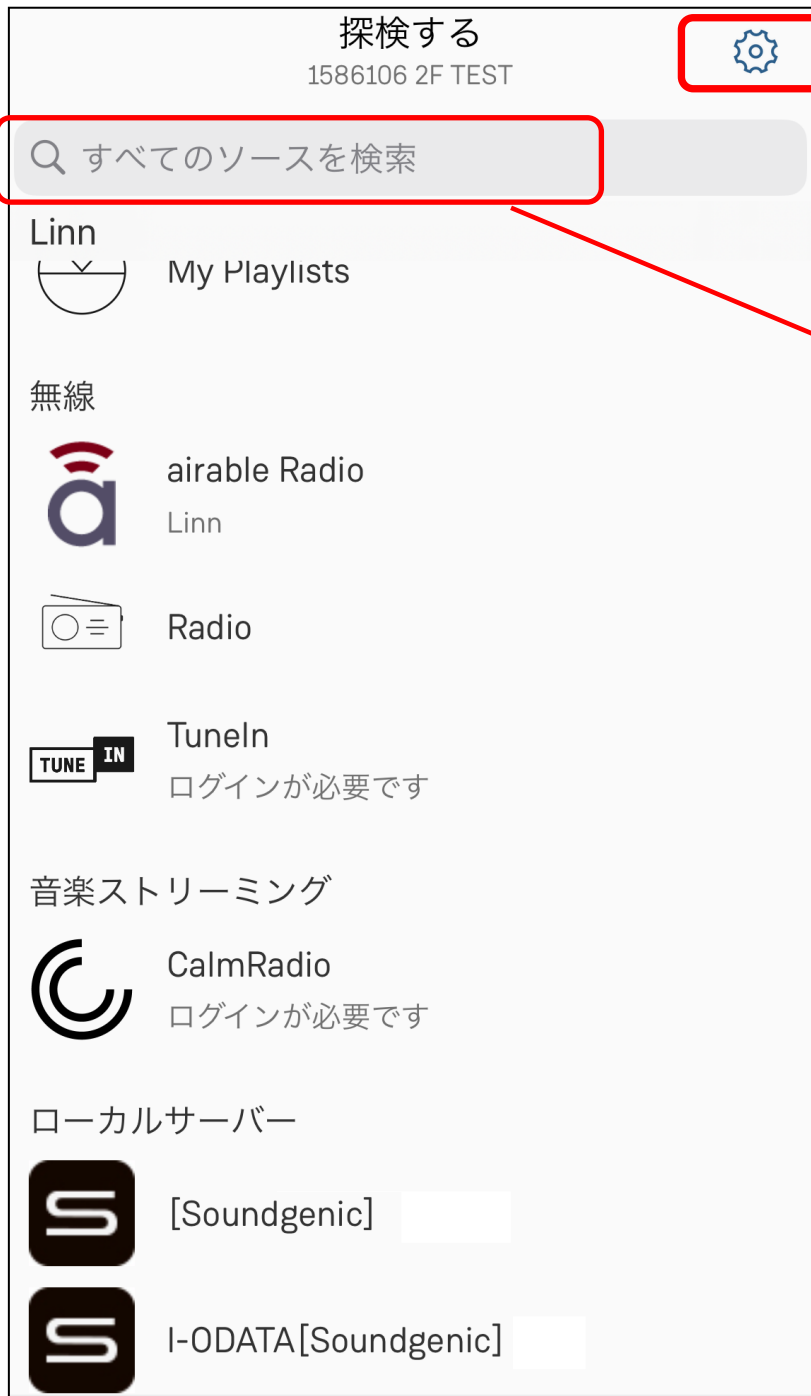 探検する
1586106 2F TEST
すべてのソースを検索
Linn
My Playlists
無線
airable Radio
Linn
Radio
TUNE IN
TuneIn
ログインが必要です
音楽ストリーミング
CalmRadio
ログインが必要です
ローカルサーバー
[Soundgenic]
I-ODATA[Soundgenic]